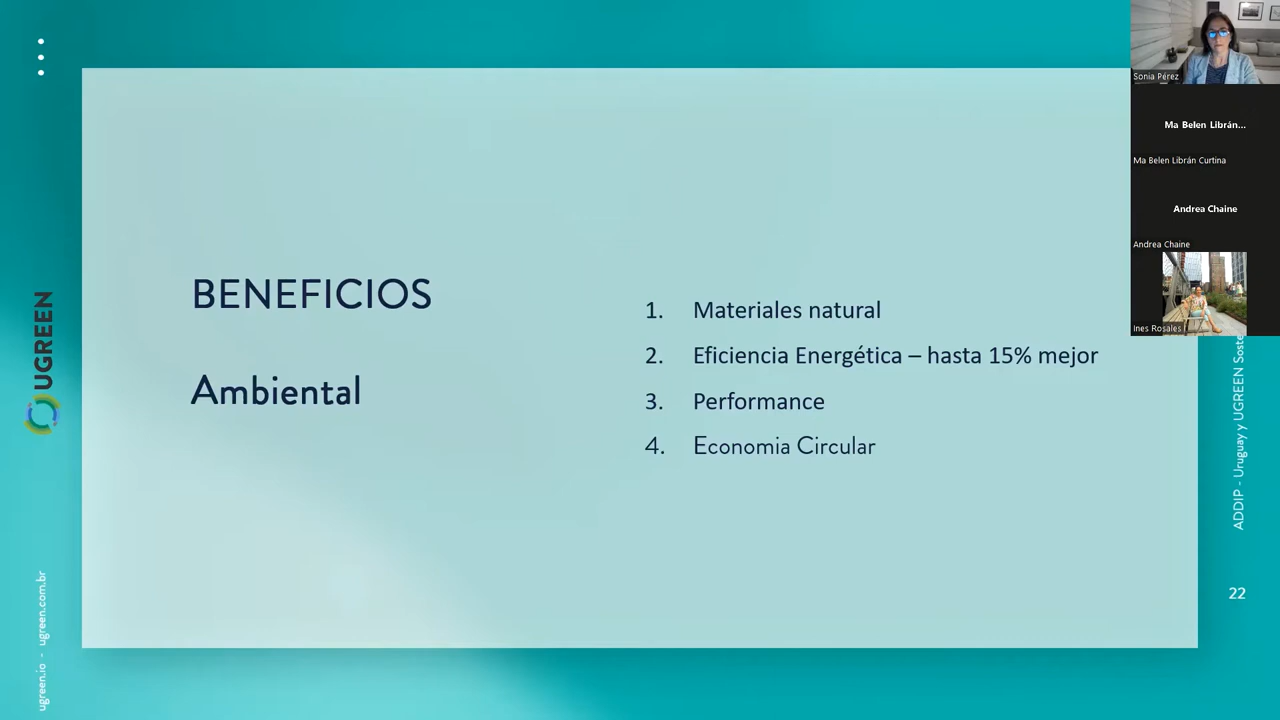 BENEFICIOS
Ambiental
1. Materiales natural
2. Eficiencia Energética – hasta 15% mejor
3. Performance
4. Economia Circular
UGREEN
ugreen.io - ugreen.com.br
Sonia Pérez
Ma Belen Librán...
Ma Belen Librán Curtina
Andrea Chaine
Andrea Chaine
Ines Rosales
ADDIP - Uruguay y UGREEN Soste
22